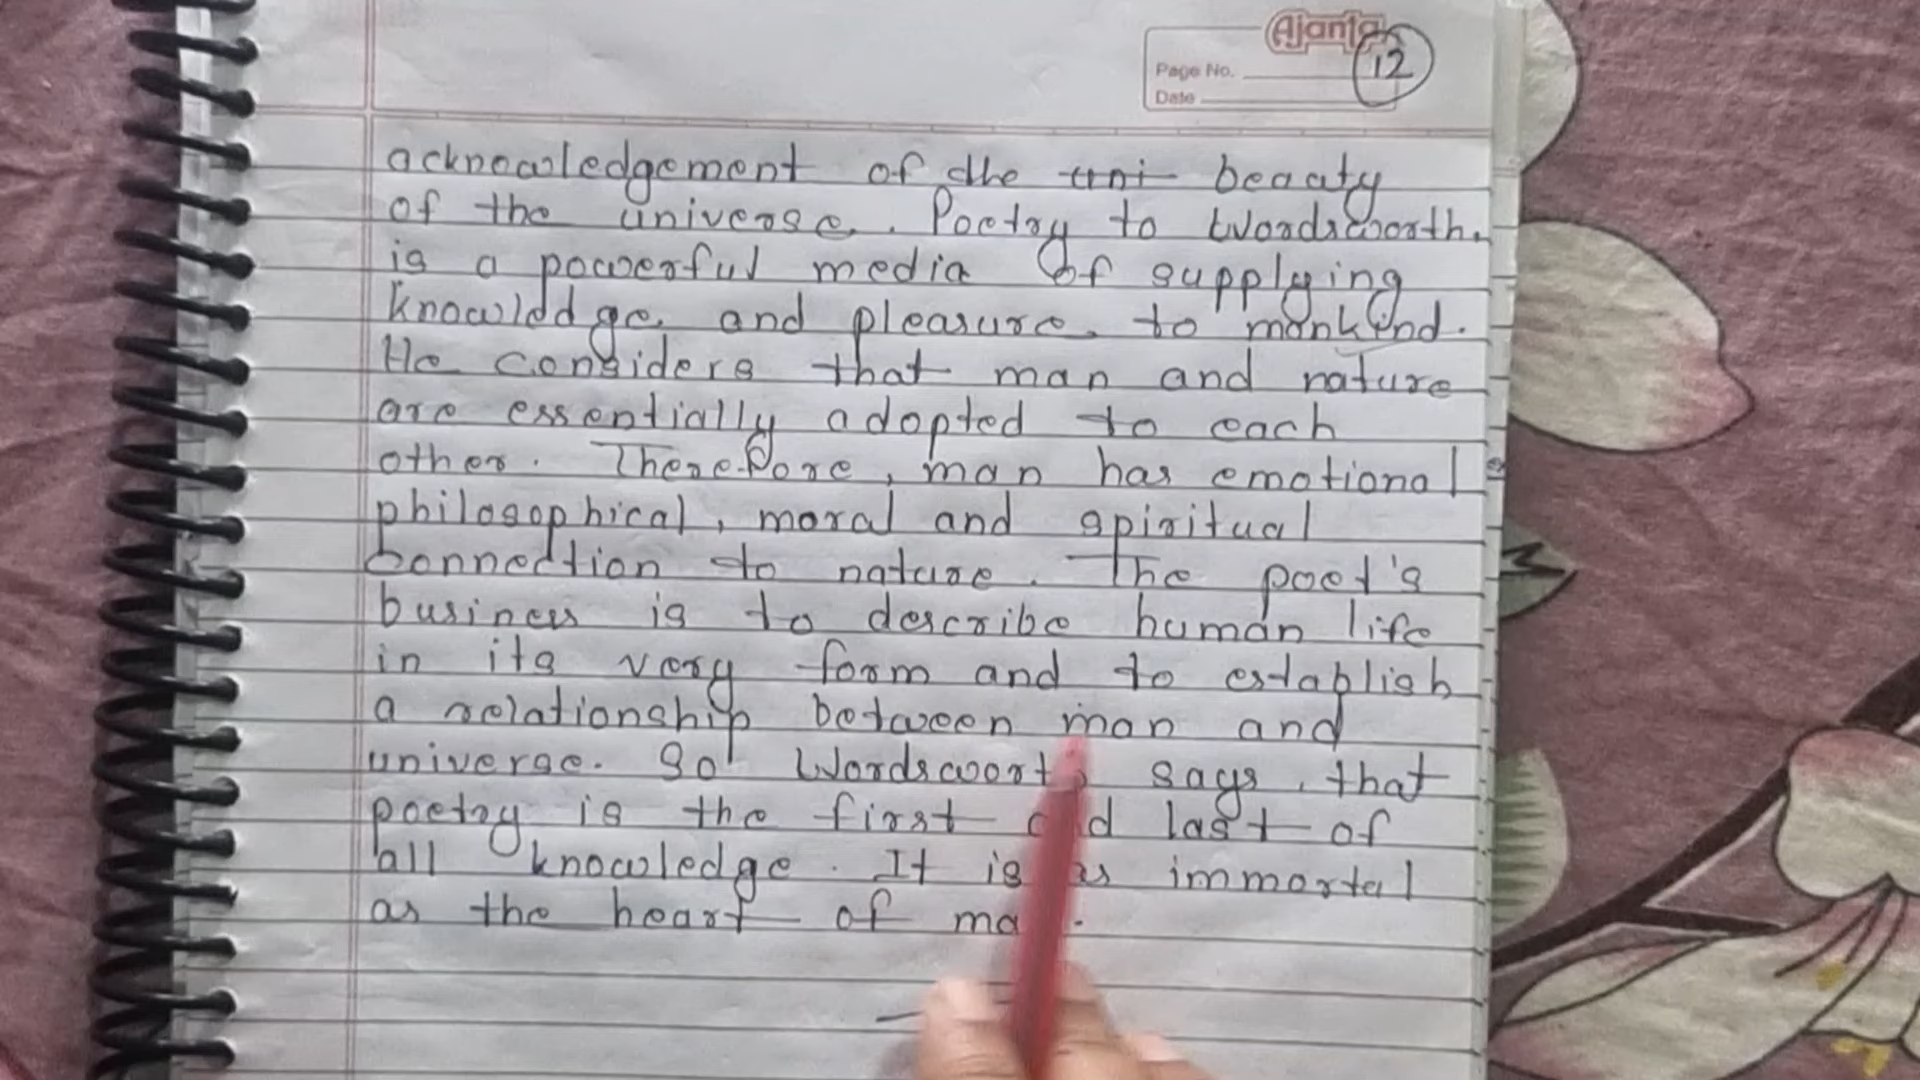 Ajanta
Page No. 12
Date
acknowledgement of the ~~uni~~ beauty
of the universe. Poetry to Wordsworth
is a powerful media of supplying
knowldge and pleasure to mankind.
He considers that man and nature
are essentially adopted to each
other. Therefore, man has emotional
philosophical, moral and spiritual
connection to nature. The poet's
business is to describe human life
in its very form and to establish
a relationship between man and
universe. So Wordsworth says that
poetry is the first and last of
all knowledge. It is as immortal
as the heart of man.